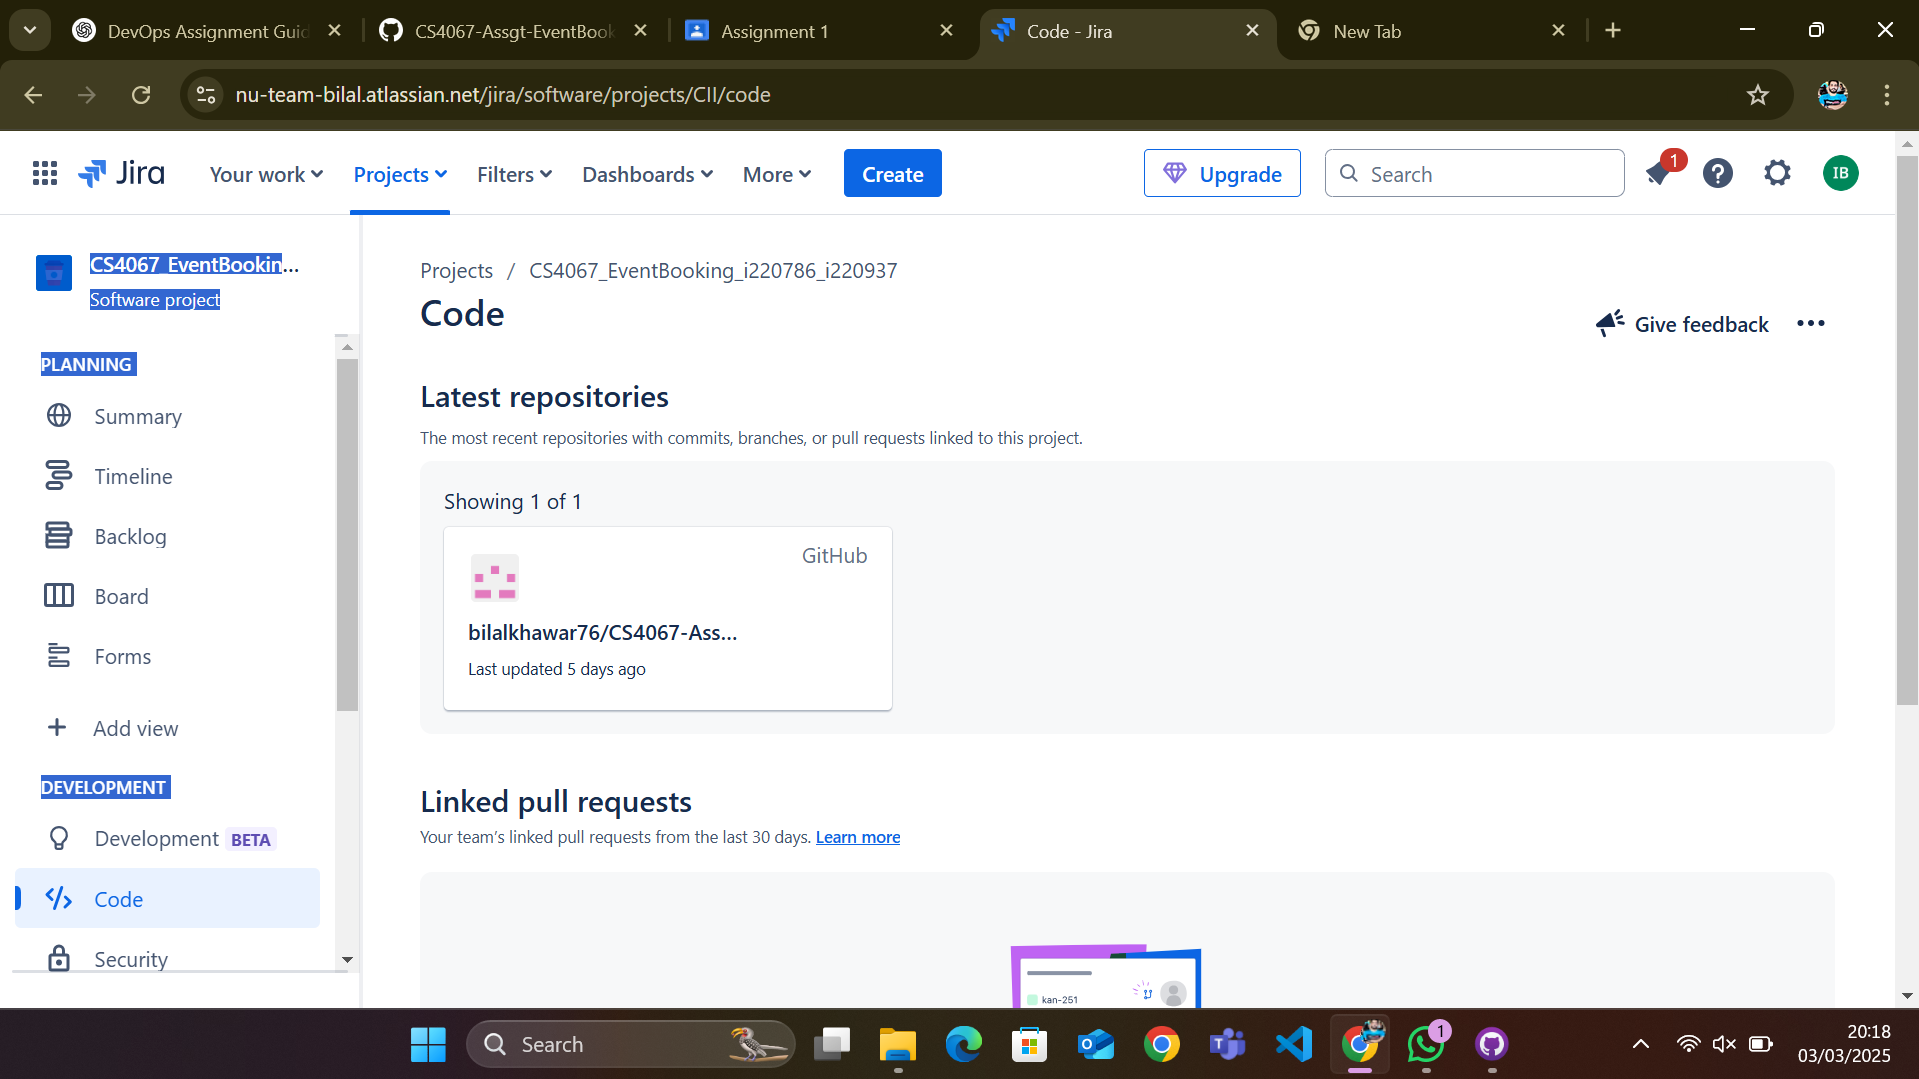 DevOps Assignment Guid
CS4067-Assgt-EventBook
Assignment 1
Code - Jira
New Tab
nu-team-bilal.atlassian.net/jira/software/projects/CII/code
Jira
Your work
Projects
Filters
Dashboards
More
Create
Upgrade
Search
1
IB
CS4067_EventBookin...
Software project
PLANNING
Summary
Timeline
Backlog
Board
Forms
Add view
DEVELOPMENT
Development BETA
Code
Security
Projects / CS4067_EventBooking_i220786_i220937
Code
Give feedback
Latest repositories
The most recent repositories with commits, branches, or pull requests linked to this project.
Showing 1 of 1
GitHub
bilalkhawar76/CS4067-Ass...
Last updated 5 days ago
Linked pull requests
Your team’s linked pull requests from the last 30 days. Learn more
kan-251
Search
1
20:18
03/03/2025